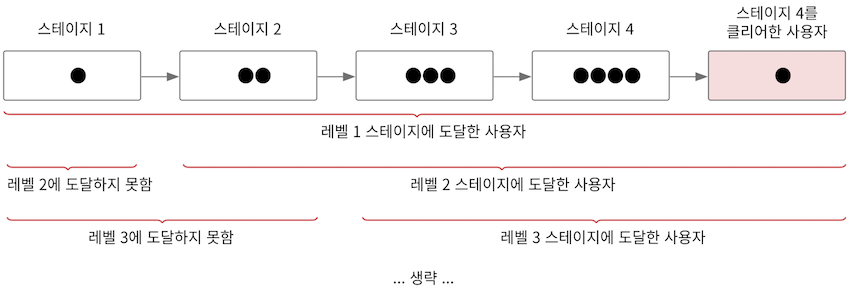 스테이지 1
스테이지 2
스테이지 3
스테이지 4
스테이지 4를
클리어한 사용자
레벨 1 스테이지에 도달한 사용자
레벨 2에 도달하지 못함
레벨 2 스테이지에 도달한 사용자
레벨 3에 도달하지 못함
레벨 3 스테이지에 도달한 사용자
... 생략 ...